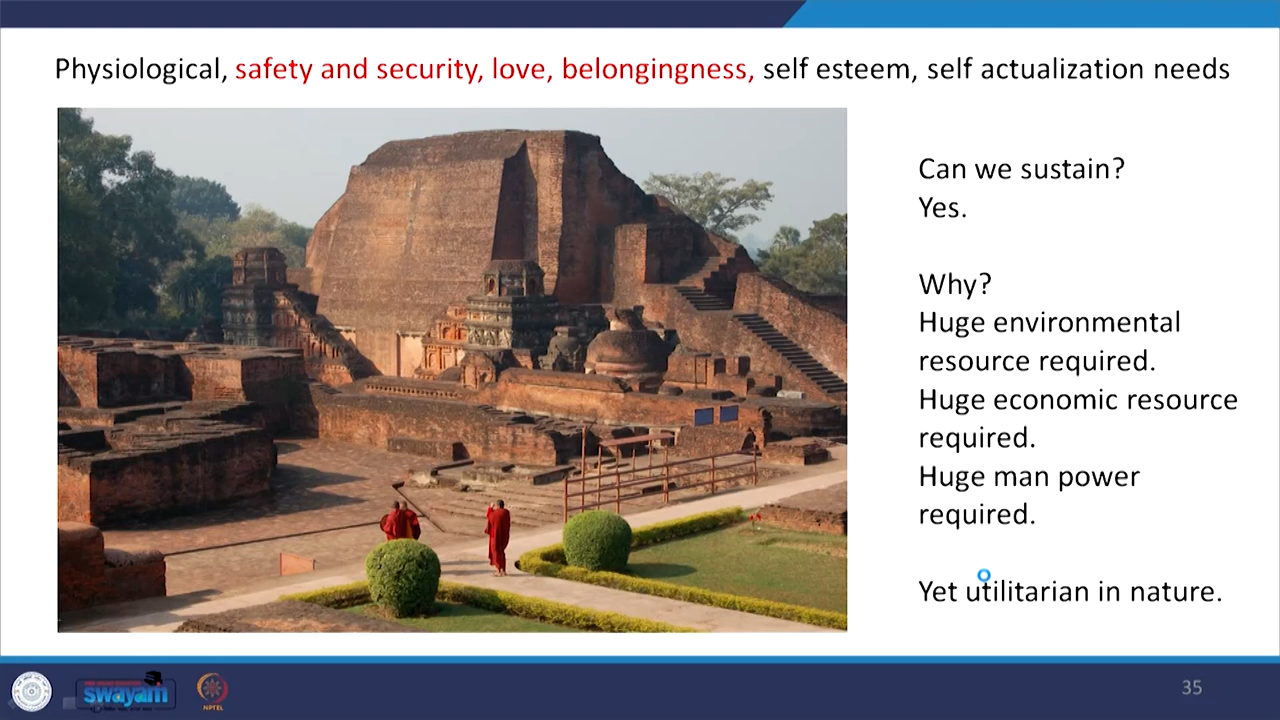 Physiological, safety and security, love, belongingness, self esteem, self actualization needs
Can we sustain?
Yes.
Why?
Huge environmental
resource required.
Huge economic resource
required.
Huge man power
required.
Yet utilitarian in nature.
swayam
NPTEL
35